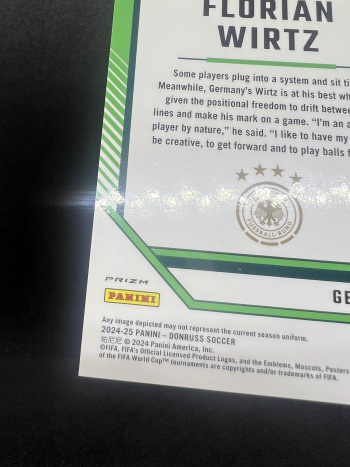 FLORIAN
WIRTZ
Some players plug into a system and sit ti
Meanwhile, Germany's Wirtz is at his best wh
given the positional freedom to drift between
lines and make his mark on a game. "I'm an a
player by nature," he said. "I like to have my
be creative, to get forward and to play balls f
FUSSBALL-BUND
GE
PRIZM
PANINI
Any image depicted may not represent the current season uniform.
2024-25 PANINI – DONRUSS SOCCER
帕尼尼 © 2024 Panini America, Inc.
©FIFA, FIFA's Official Licensed Product Logos, and the Emblems, Mascots, Posters
of the FIFA World Cup™ tournaments are copyrights and/or trademarks of FIFA.